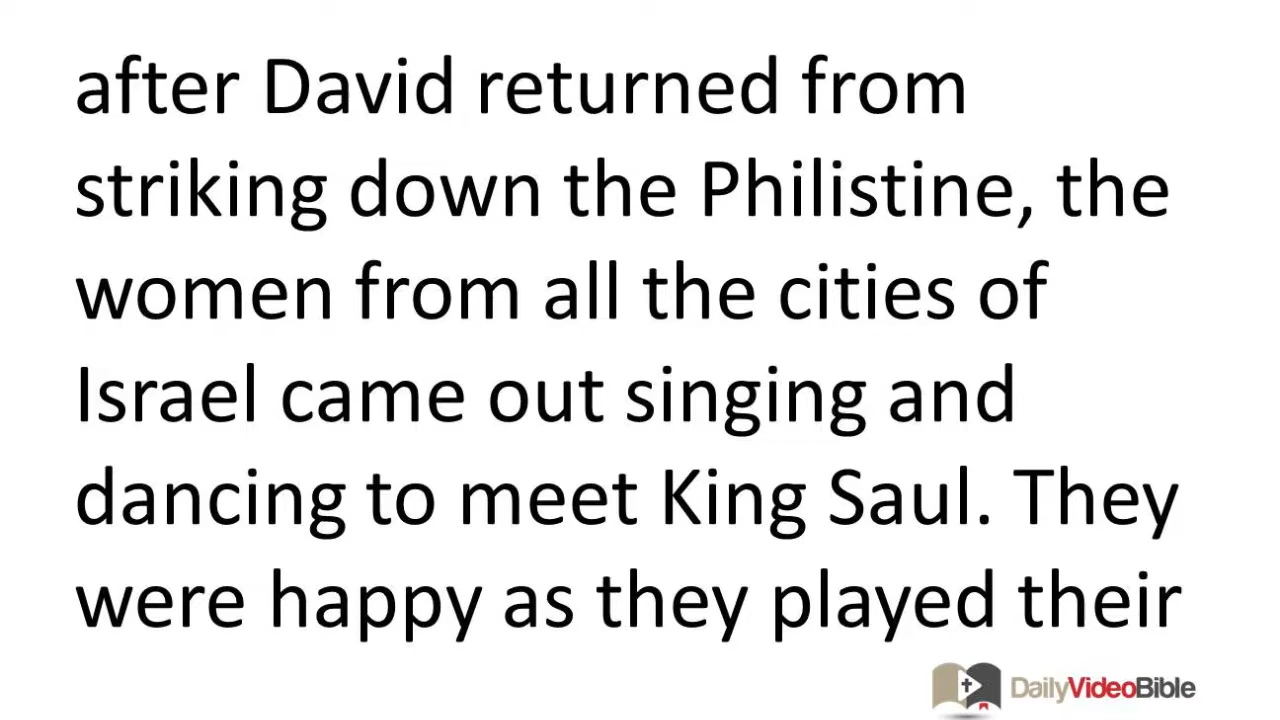 after David returned from
striking down the Philistine, the
women from all the cities of
Israel came out singing and
dancing to meet King Saul. They
were happy as they played their
DailyVideoBible